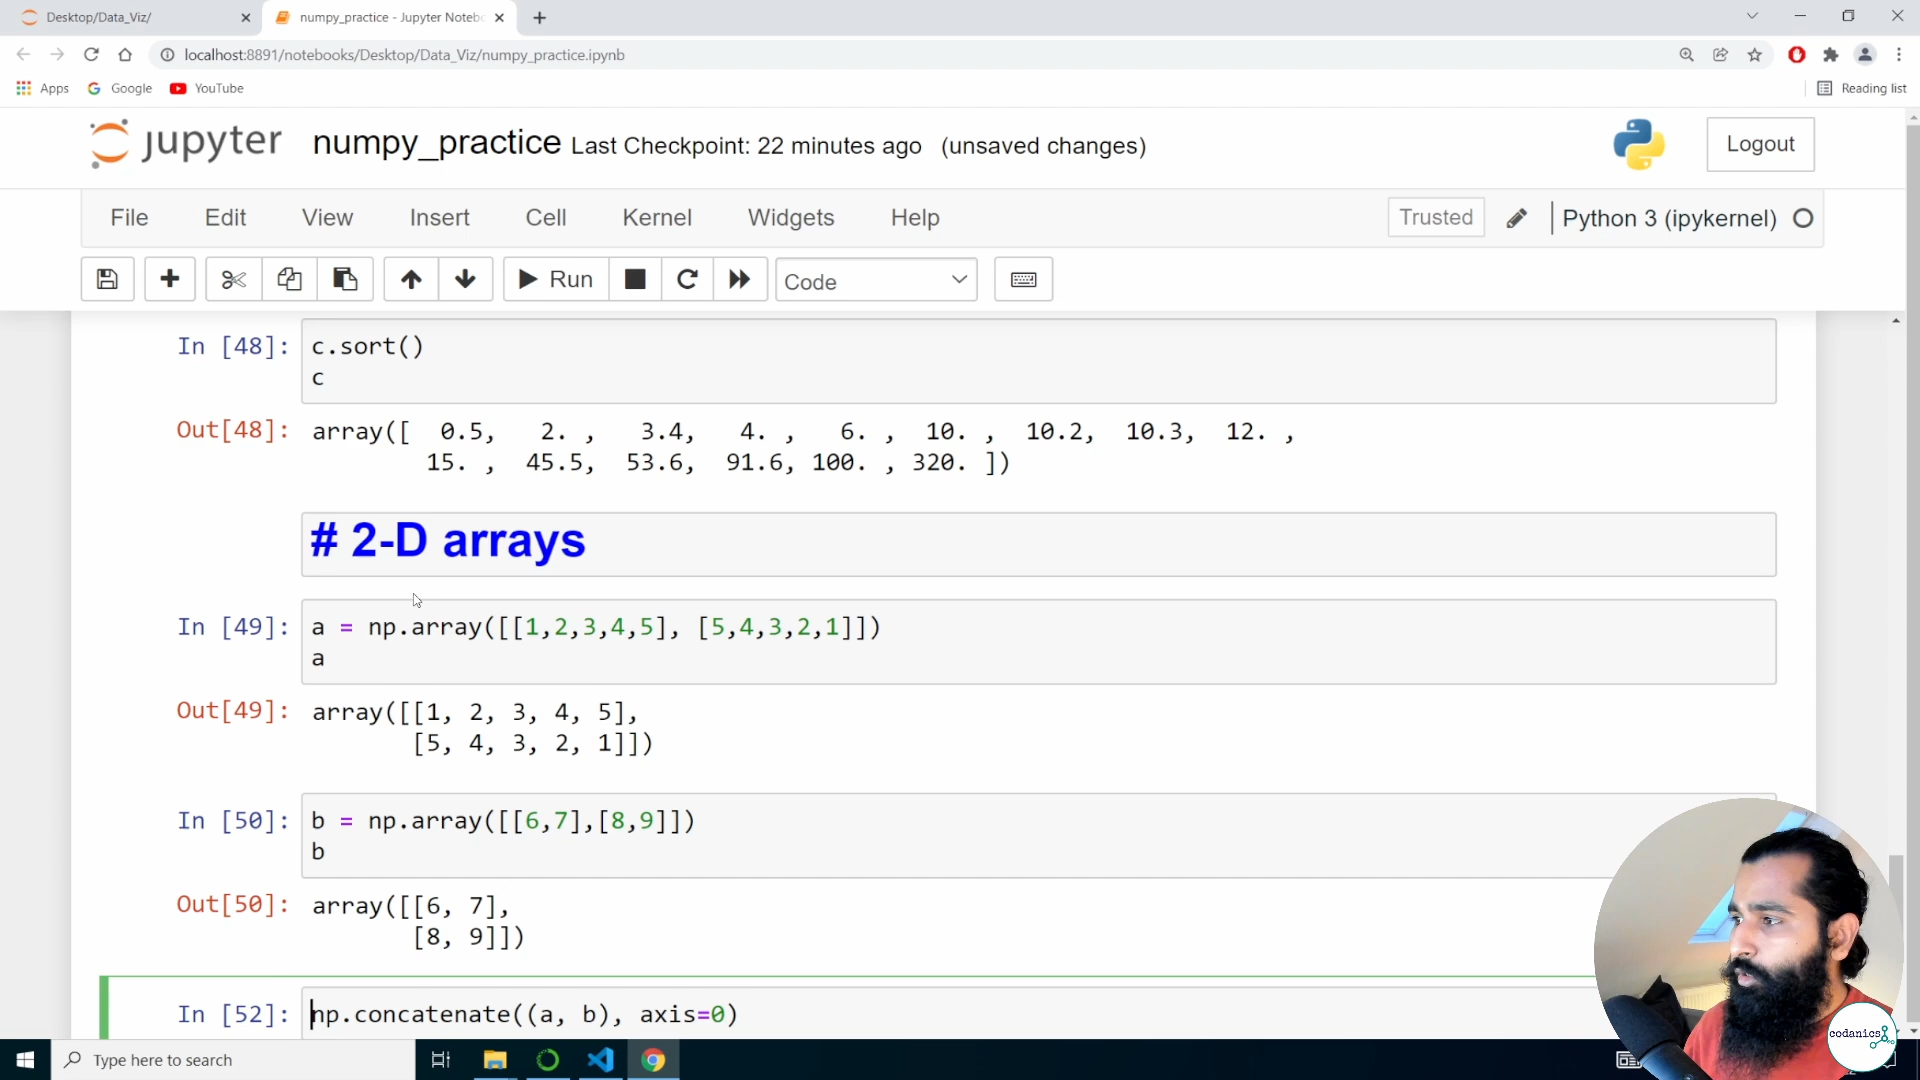 Desktop/Data_Viz/
numpy_practice - Jupyter Noteb
localhost:8891/notebooks/Desktop/Data_Viz/numpy_practice.ipynb
Apps Google YouTube Reading list
jupyter numpy_practice Last Checkpoint: 22 minutes ago (unsaved changes) Logout
File Edit View Insert Cell Kernel Widgets Help Trusted Python 3 (ipykernel)
Run Code
In [48]: c.sort()
c
Out[48]: array([ 0.5, 2. , 3.4, 4. , 6. , 10. , 10.2, 10.3, 12. ,
15. , 45.5, 53.6, 91.6, 100. , 320. ])
# 2-D arrays
In [49]: a = np.array([[1,2,3,4,5], [5,4,3,2,1]])
a
Out[49]: array([[1, 2, 3, 4, 5],
[5, 4, 3, 2, 1]])
In [50]: b = np.array([[6,7],[8,9]])
b
Out[50]: array([[6, 7],
[8, 9]])
In [52]: np.concatenate((a, b), axis=0)
codanics
Type here to search